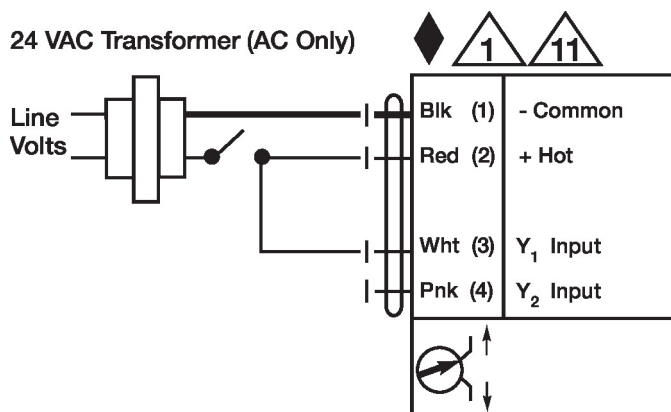 24 VAC Transformer (AC Only)
1
11
Line
Volts
Blk (1) - Common
Red (2) + Hot
Wht (3) Y1 Input
Pnk (4) Y2 Input